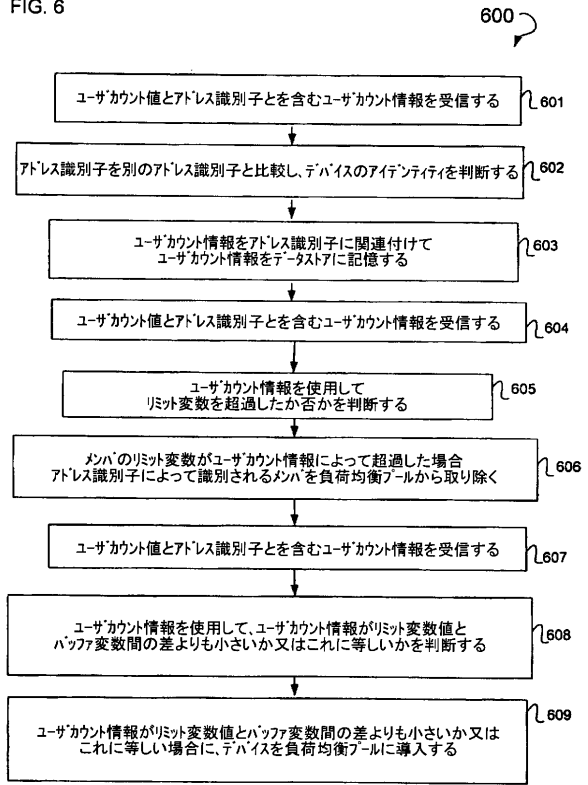 FIG. 6
600
ユーザカウント値とアドレス識別子とを含むユーザカウント情報を受信する
601
アドレス識別子を別のアドレス識別子と比較し、デバイスのアイデンティティを判断する
602
ユーザカウント情報をアドレス識別子に関連付けて
ユーザカウント情報をデータストアに記憶する
603
ユーザカウント値とアドレス識別子とを含むユーザカウント情報を受信する
604
ユーザカウント情報を使用して
リミット変数を超過したか否かを判断する
605
メンバのリミット変数がユーザカウント情報によって超過した場合
アドレス識別子によって識別されるメンバを負荷均衡プールから取り除く
606
ユーザカウント値とアドレス識別子とを含むユーザカウント情報を受信する
607
ユーザカウント情報を使用して、ユーザカウント情報がリミット変数値と
バッファ変数間の差よりも小さいか又はこれに等しいかを判断する
608
ユーザカウント情報がリミット変数値とバッファ変数間の差よりも小さいか又は
これに等しい場合に、デバイスを負荷均衡プールに導入する
609